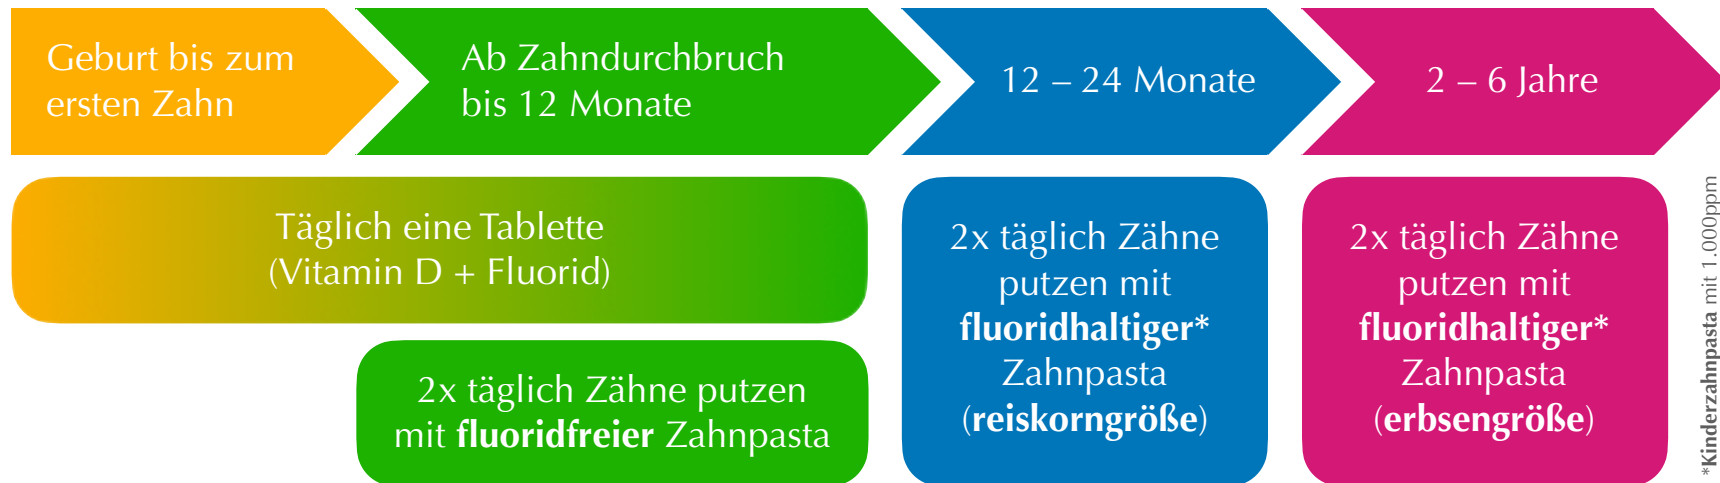 Geburt bis zum
ersten Zahn
Ab Zahndurchbruch
bis 12 Monate
12 – 24 Monate
2 – 6 Jahre
Täglich eine Tablette
(Vitamin D + Fluorid)
2x täglich Zähne putzen
mit fluoridfreier Zahnpasta
2x täglich Zähne
putzen mit
fluoridhaltiger*
Zahnpasta
(reiskorngröße)
2x täglich Zähne
putzen mit
fluoridhaltiger*
Zahnpasta
(erbsengröße)
*Kinderzahnpasta mit 1.000ppm